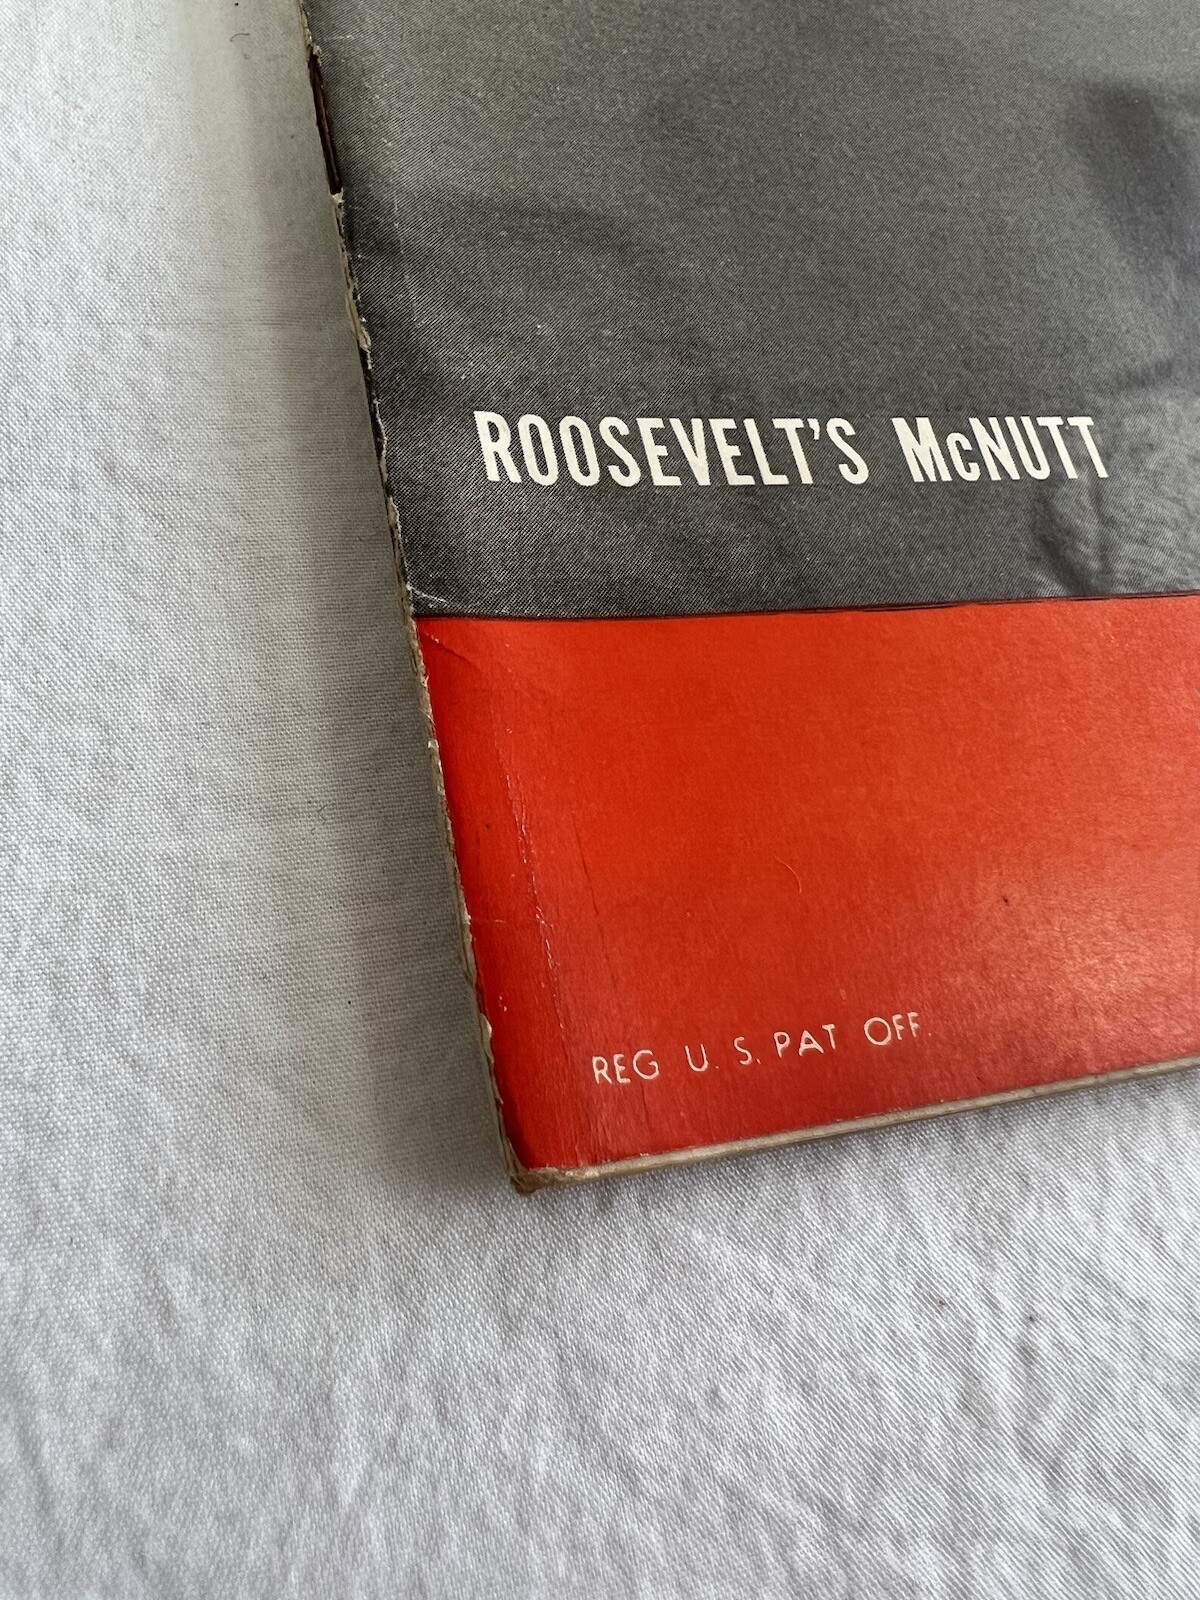 ROOSEVELT'S McNUTT
REG U. S. PAT OFF.